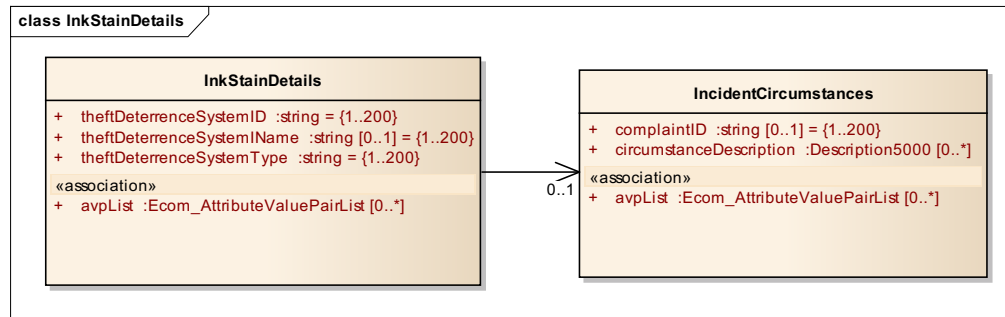 class InkStainDetails
InkStainDetails
+ theftDeterrenceSystemID :string = {1..200}
+ theftDeterrenceSystemIName :string [0..1] = {1..200}
+ theftDeterrenceSystemType :string = {1..200}
«association»
+ avpList :Ecom_AttributeValuePairList [0..*]
0..1
IncidentCircumstances
+ complaintID :string [0..1] = {1..200}
+ circumstanceDescription :Description5000 [0..*]
«association»
+ avpList :Ecom_AttributeValuePairList [0..*]